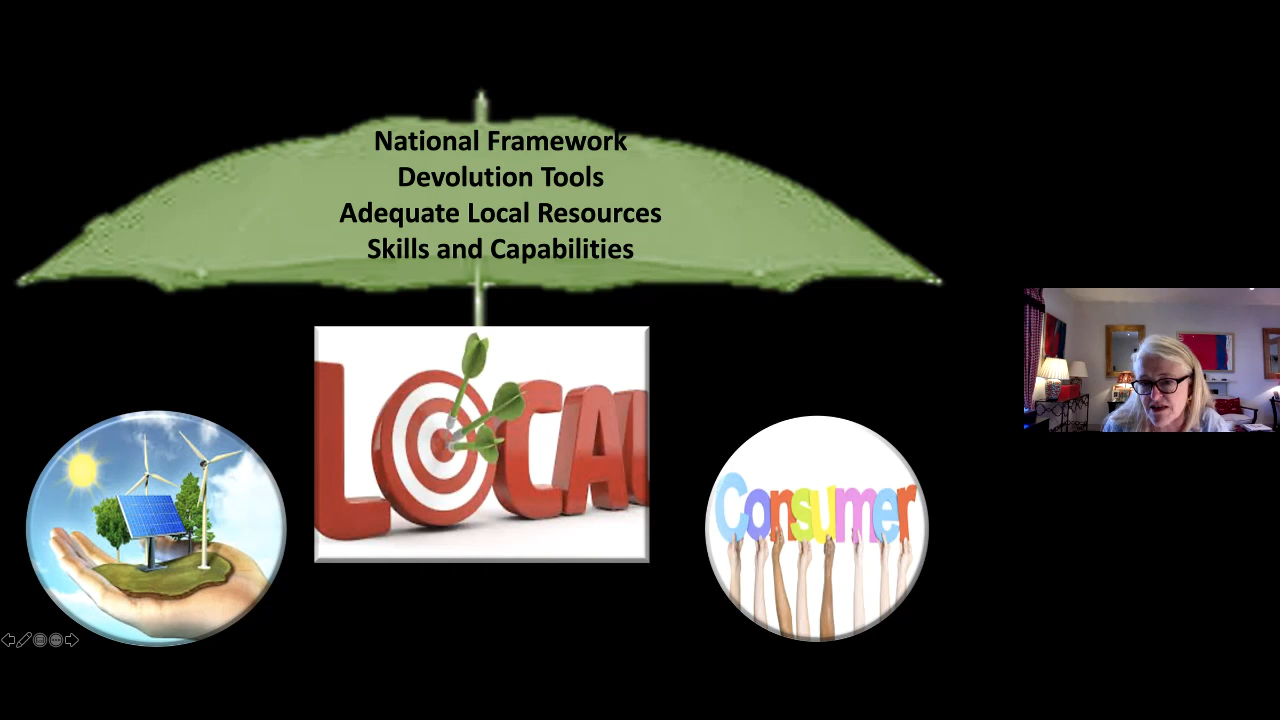 National Framework
Devolution Tools
Adequate Local Resources
Skills and Capabilities
LOCAL
Consumer